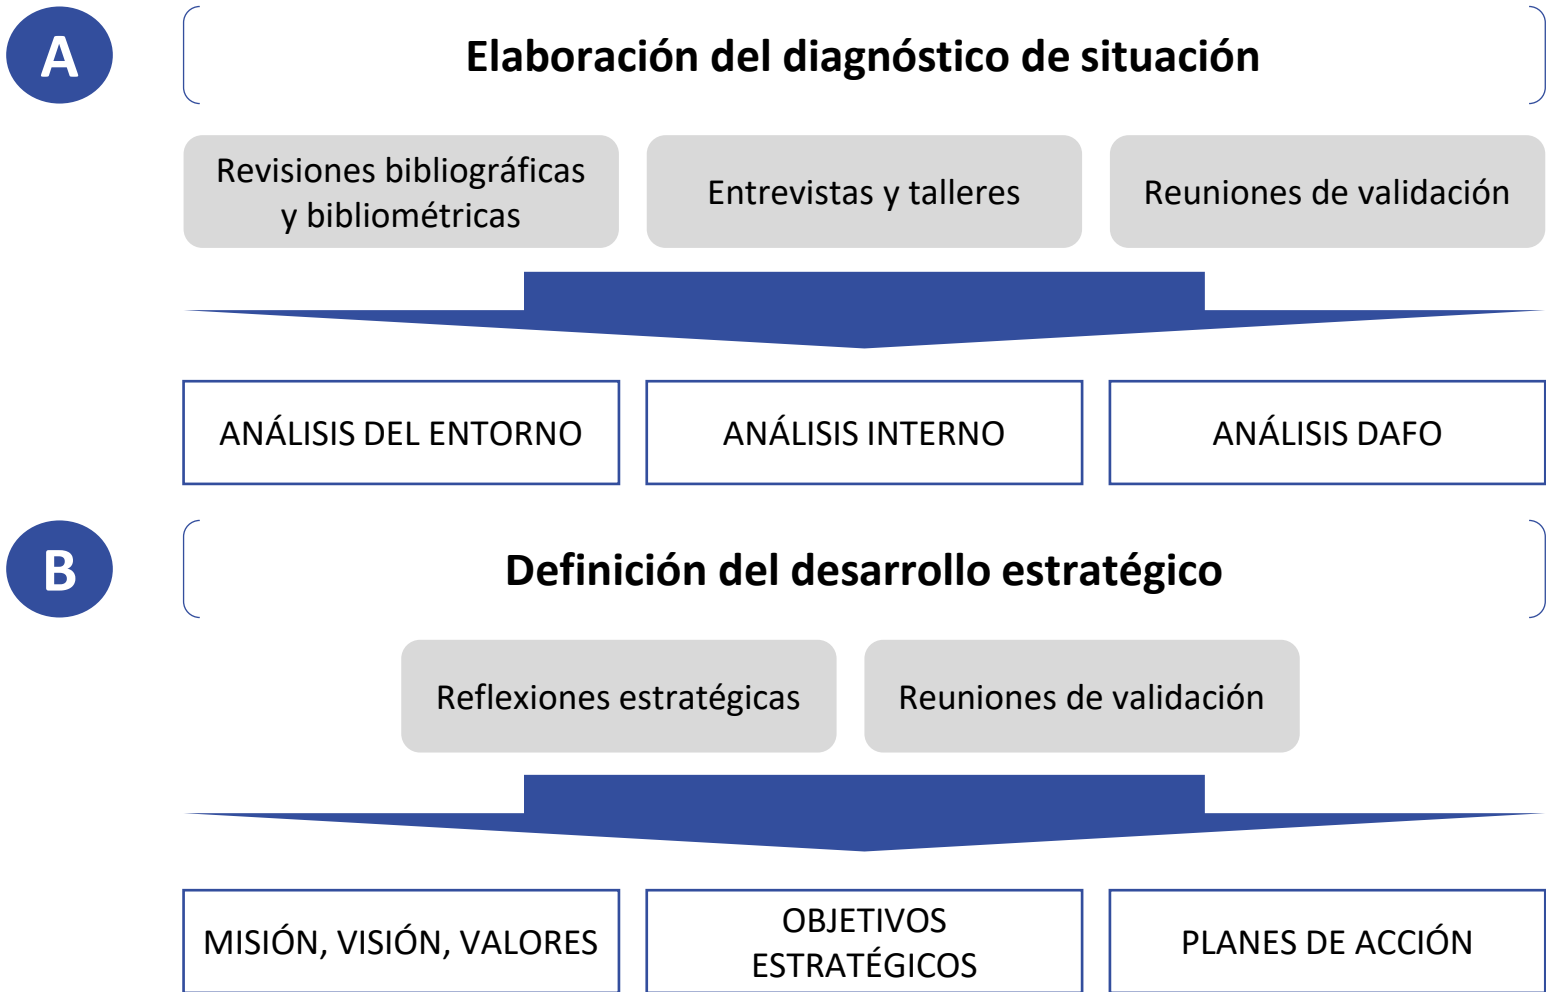 A
Elaboración del diagnóstico de situación
Revisiones bibliográficas
y bibliométricas
Entrevistas y talleres
Reuniones de validación
ANÁLISIS DEL ENTORNO
ANÁLISIS INTERNO
ANÁLISIS DAFO
B
Definición del desarrollo estratégico
Reflexiones estratégicas
Reuniones de validación
MISIÓN, VISIÓN, VALORES
OBJETIVOS
ESTRATÉGICOS
PLANES DE ACCIÓN